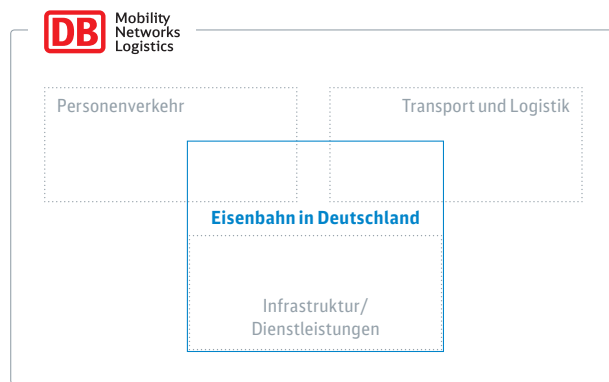 DB
Mobility
Networks
Logistics
Personenverkehr
Transport und Logistik
Eisenbahn in Deutschland
Infrastruktur/
Dienstleistungen